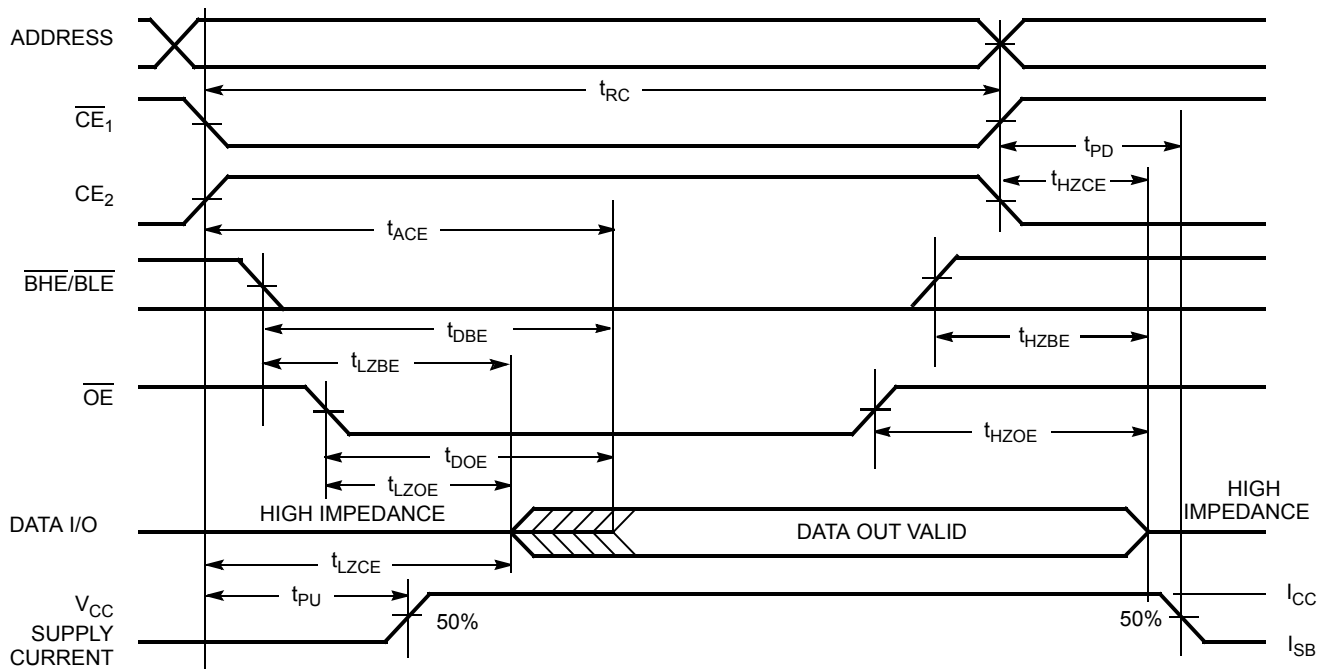 ADDRESS
tRC
CE1
tPD
tHZCE
CE2
tACE
BHE/BLE
tDBE
tHZBE
tLZBE
OE
tHZOE
tDOE
tLZOE
HIGH IMPEDANCE
HIGH
IMPEDANCE
DATA I/O
DATA OUT VALID
tLZCE
tPU
VCC
SUPPLY
CURRENT
50%
50%
ICC
ISB